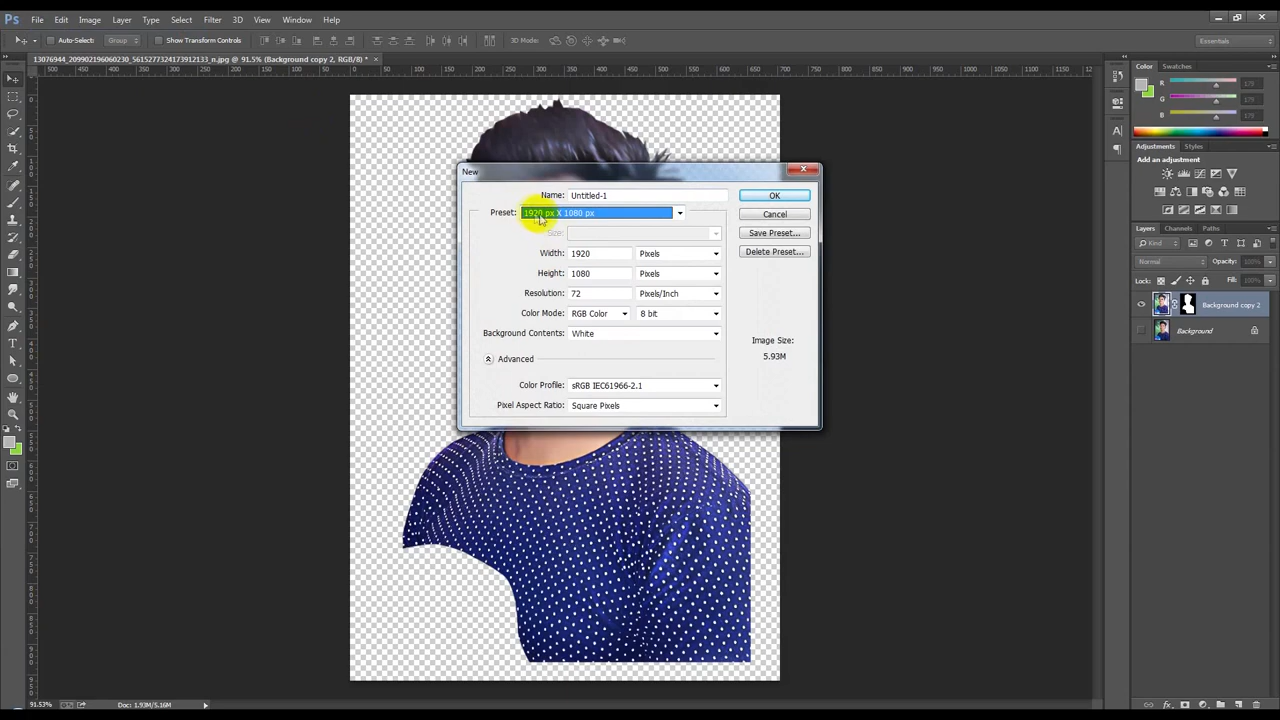 Ps File Edit Image Layer Type Select Filter 3D View Window Help
Auto-Select: Group Show Transform Controls 3D Mode: Essentials
13076944_209902196060230_5615277324173912133_n.jpg @ 91.5% (Background copy 2, RGB/8) *
Color Swatches
R 179
G 179
B 179
Adjustments Styles
Add an adjustment
Layers Channels Paths
Kind
Normal Opacity:
Lock: Fill:
Background copy 2
Background
New
Name: Untitled-1
OK
Preset: 1920 px X 1080 px
Cancel
Size:
Save Preset...
Width: 1920 Pixels
Delete Preset...
Height: 1080 Pixels
Resolution: 72 Pixels/Inch
Color Mode: RGB Color 8 bit
Background Contents: White
Image Size:
5.93M
Advanced
Color Profile: sRGB IEC61966-2.1
Pixel Aspect Ratio: Square Pixels
91.53% Doc: 1.93M/5.16M